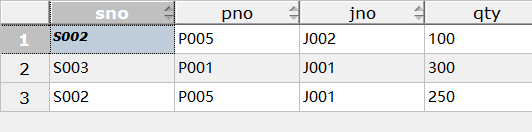 sno pno jno qty
1 S002 P005 J002 100
2 S003 P001 J001 300
3 S002 P005 J001 250